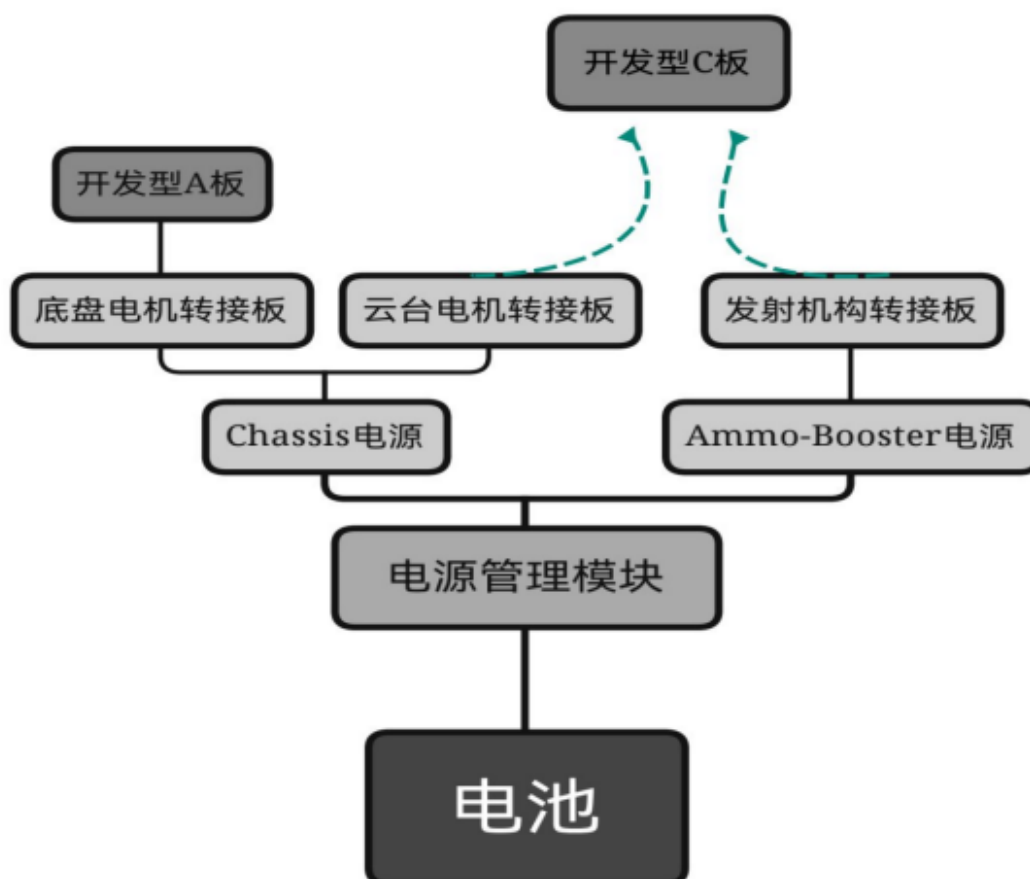 开发型C板
开发型A板
底盘电机转接板
云台电机转接板
发射机构转接板
Chassis电源
Ammo-Booster电源
电源管理模块
电池